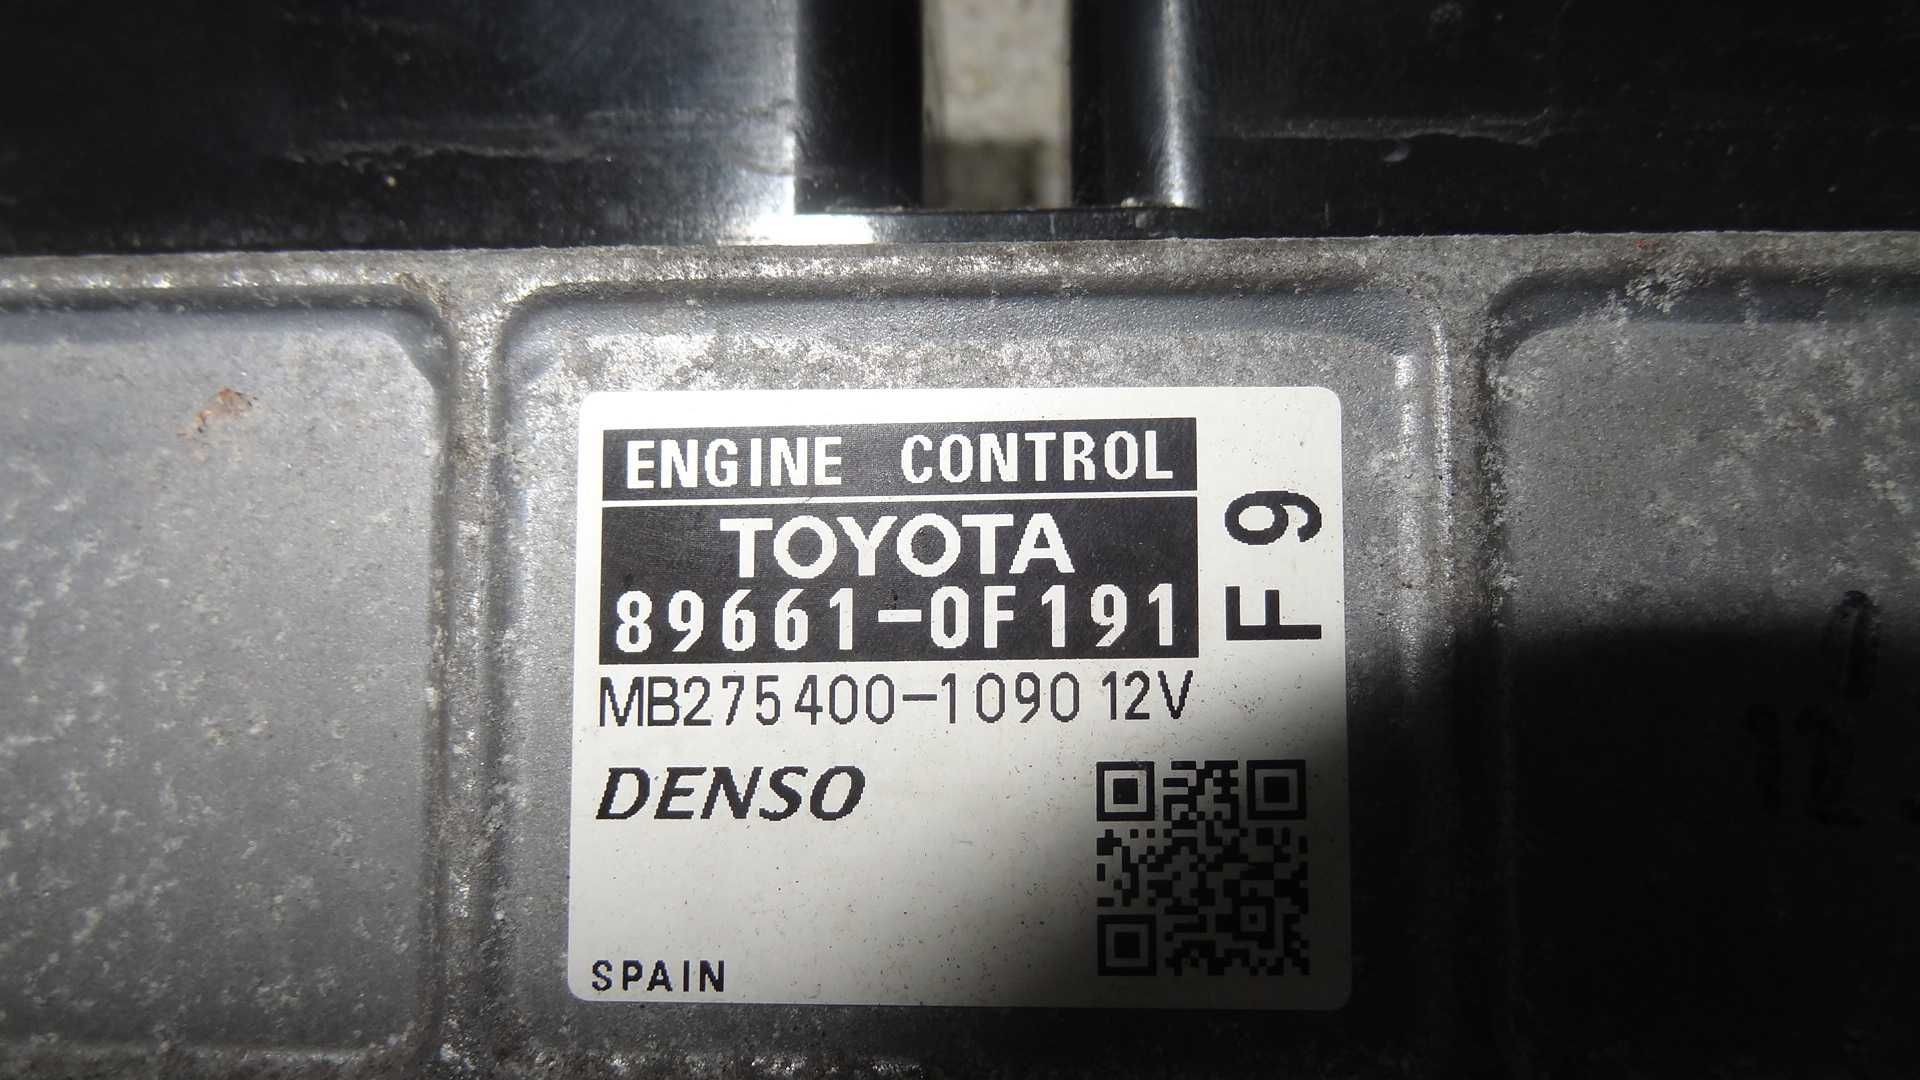 ENGINE CONTROL
TOYOTA
89661-0F191
F9
MB275400-1090 12V
DENSO
SPAIN